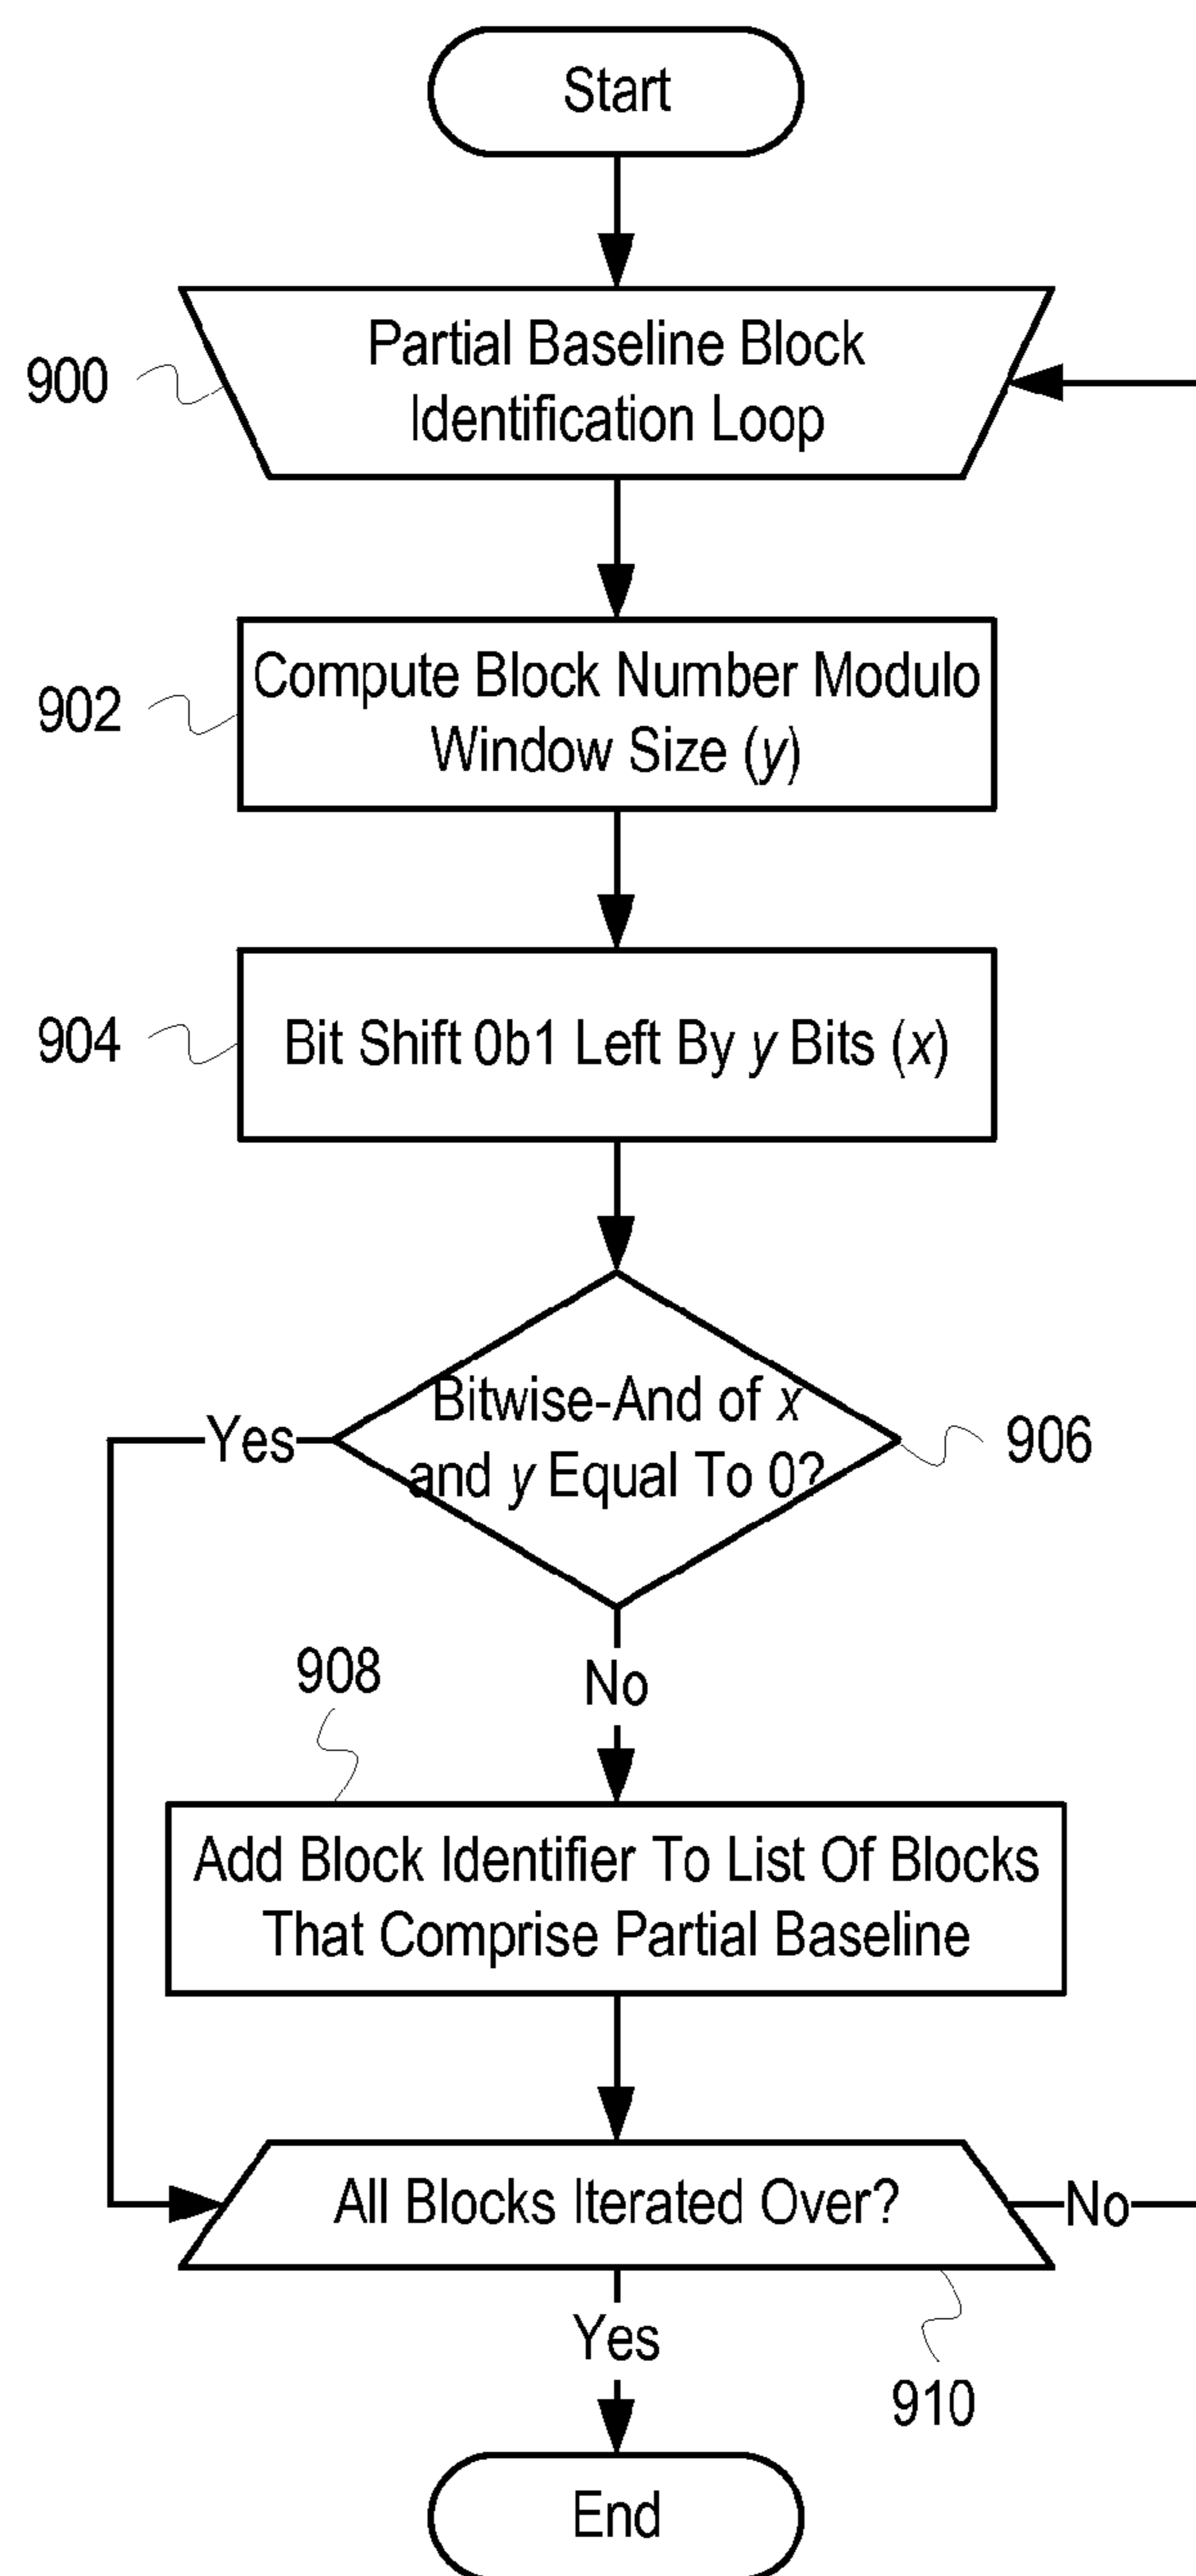 Start
900
Partial Baseline Block
Identification Loop
902
Compute Block Number Modulo
Window Size (y)
904
Bit Shift 0b1 Left By y Bits (x)
Bitwise-And of x
and y Equal To 0?
Yes
906
No
908
Add Block Identifier To List Of Blocks
That Comprise Partial Baseline
All Blocks Iterated Over?
No
Yes
910
End